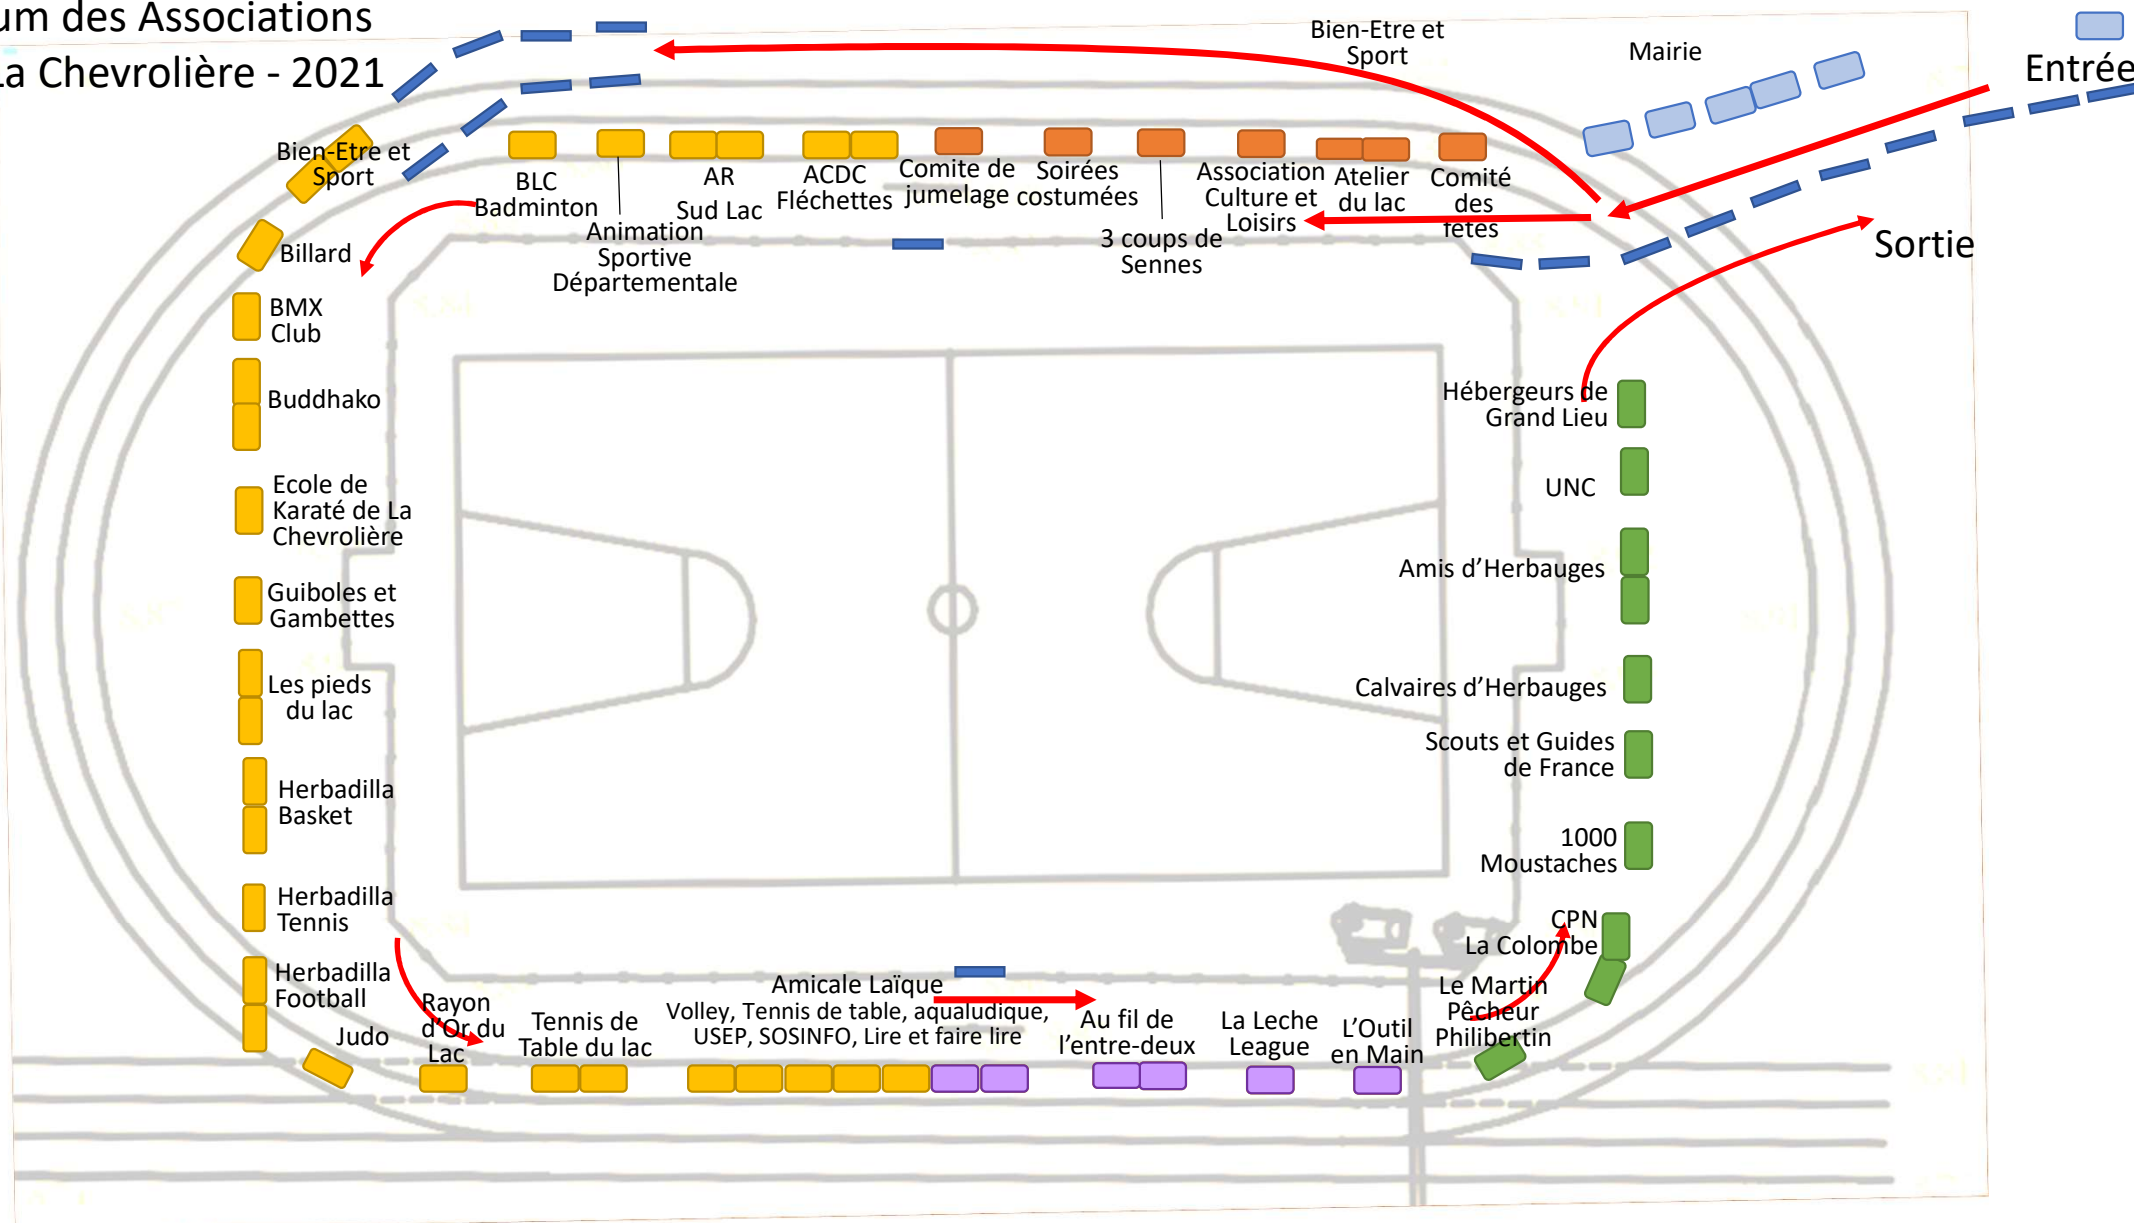 um des Associations
La Chevrolière - 2021
Bien-Etre et
Sport
Mairie
Entrée
Bien-Etre et
Sport
BLC
Badminton
Animation
Sportive
Départementale
AR
Sud Lac
ACDC
Fléchettes
Comite de
jumelage
Soirées
costumées
3 coups de
Sennes
Association
Culture et
Loisirs
Atelier
du lac
Comité
des
fetes
Sortie
Billard
BMX
Club
Buddhako
Ecole de
Karaté de La
Chevrolière
Guiboles et
Gambettes
Les pieds
du lac
Herbadilla
Basket
Herbadilla
Tennis
Herbadilla
Football
Judo
Rayon
d'Or du
Lac
Tennis de
Table du lac
Amicale Laïque
Volley, Tennis de table, aqualudique,
USEP, SOSINFO, Lire et faire lire
Au fil de
l'entre-deux
La Leche
League
L'Outil
en Main
Le Martin
Pêcheur
Philibertin
CPN
La Colombe
1000
Moustaches
Scouts et Guides
de France
Calvaires d'Herbauges
Amis d'Herbauges
UNC
Hébergeurs de
Grand Lieu